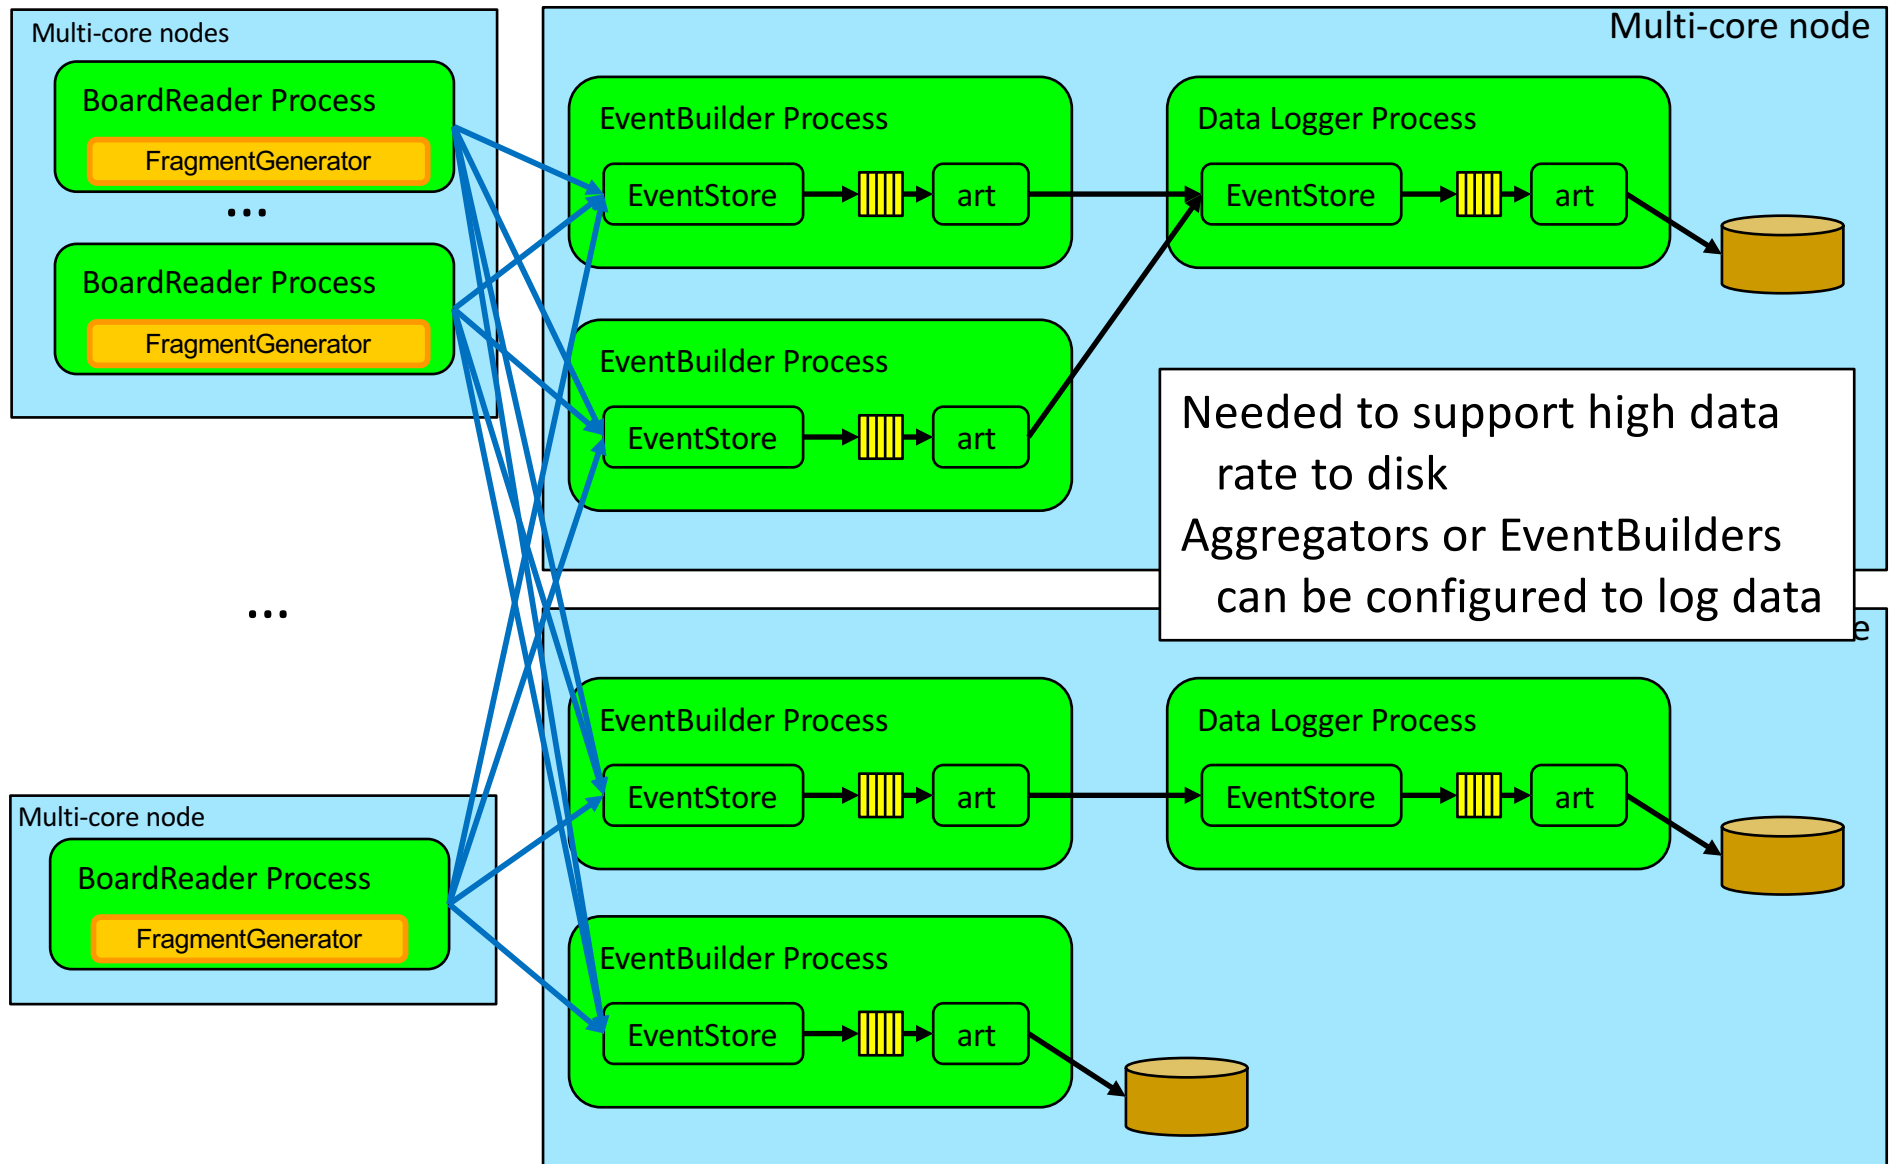 Multi-core nodes
BoardReader Process
FragmentGenerator
...
BoardReader Process
FragmentGenerator
...
Multi-core node
BoardReader Process
FragmentGenerator
Multi-core node
EventBuilder Process
EventStore
art
Data Logger Process
EventStore
art
EventBuilder Process
EventStore
art
Needed to support high data
rate to disk
Aggregators or EventBuilders
can be configured to log data
e
EventBuilder Process
EventStore
art
Data Logger Process
EventStore
art
EventBuilder Process
EventStore
art